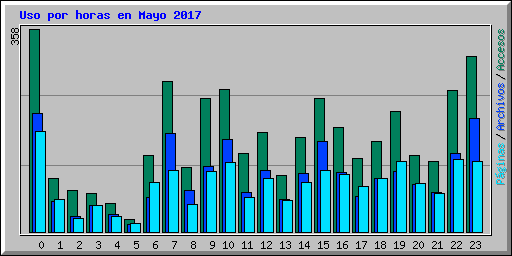 Uso por horas en Mayo 2017
358
Páginas / Archivos / Accesos
0 1 2 3 4 5 6 7 8 9 10 11 12 13 14 15 16 17 18 19 20 21 22 23